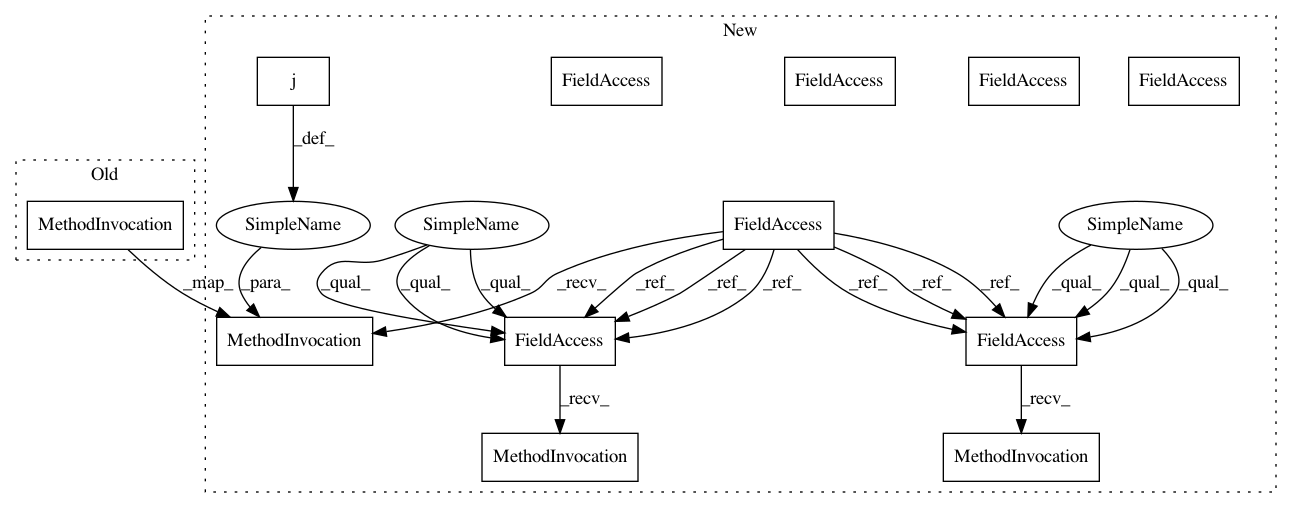 New
j
FieldAccess
FieldAccess
FieldAccess
FieldAccess
_def_
Old
MethodInvocation
SimpleName
SimpleName
FieldAccess
SimpleName
_map_
_para_
_qual_
_qual_
_qual_
_recv_
_ref_
_ref_
_ref_
_ref_
_ref_
_ref_
_qual_
_qual_
_qual_
MethodInvocation
FieldAccess
FieldAccess
_recv_
_recv_
MethodInvocation
MethodInvocation